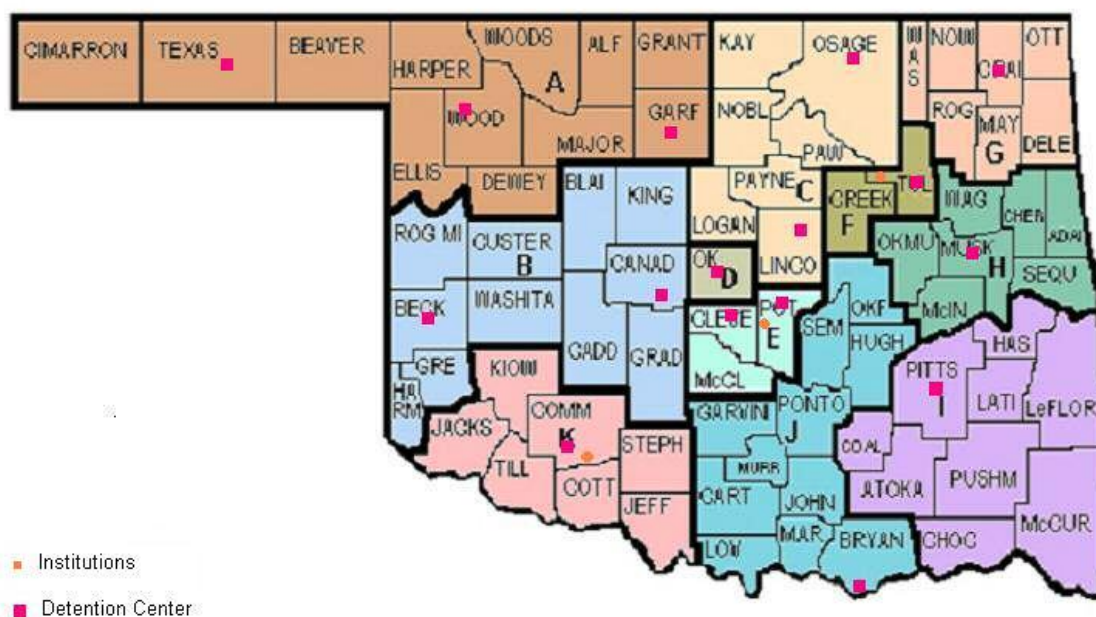 CIMARRON TEXAS BEAVER HARPER WOODS ALF GRANT KAY OSAGE WAS NOW CRAI OTT
ELLIS WOOD A MAJOR GARF NOBL PAW ROG MAY G DELE
DEWEY BLAI KING PAYNE C LOGAN CREEK F TUL WAG CHER ADAI
ROG MI CUSTER B CANAD OK D LINCO OKMU MUSK H SEQU
BECK WASHITA CADD GRAD CLEVE POT E McCL SEM OKF HUGH McIN
GRE HARM KIOW COMM K JACKS TILL COTT STEPH JEFF
GARVIN PONTO J MURR CART JOHN LOV MAR BRYAN
PITTS I HAS LATI LeFLOR COAL ATOKA PUSHM McCUR CHOC
Institutions
Detention Center